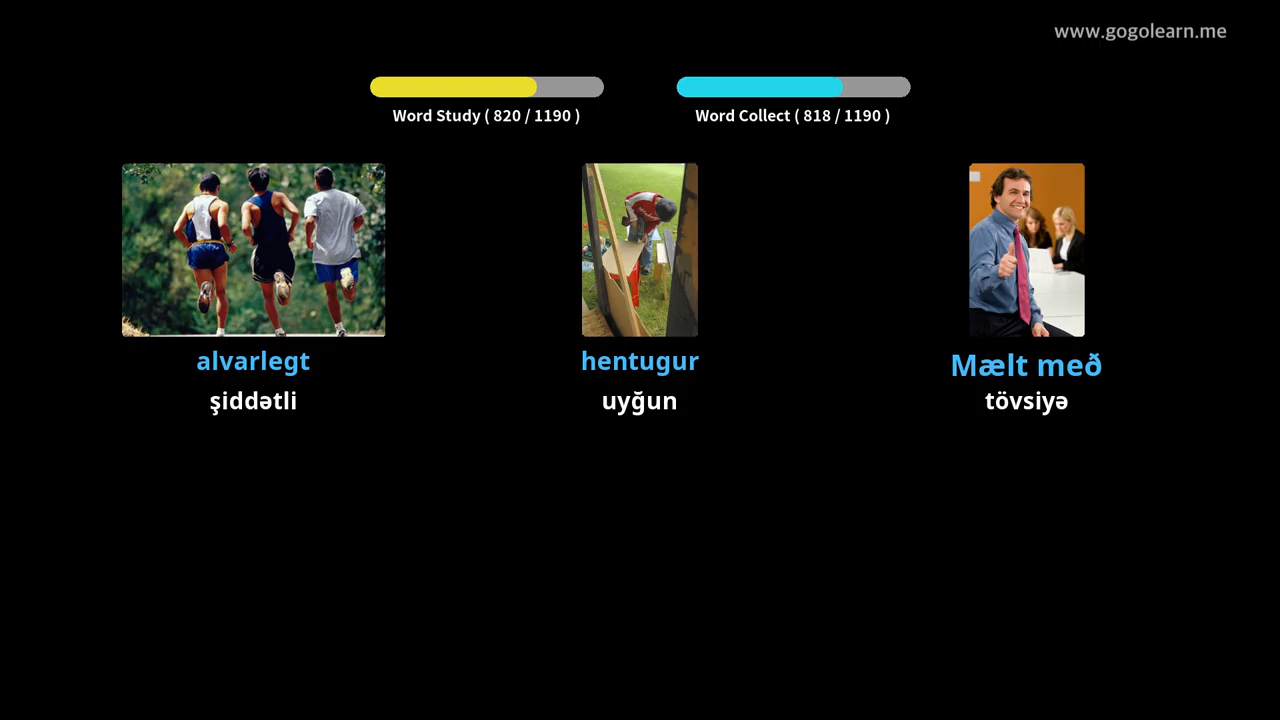 www.gogolearn.me
Word Study ( 820 / 1190 )
Word Collect ( 818 / 1190 )
alvarlegt
hentugur
Mælt með
şiddətli
uyğun
tövsiyə